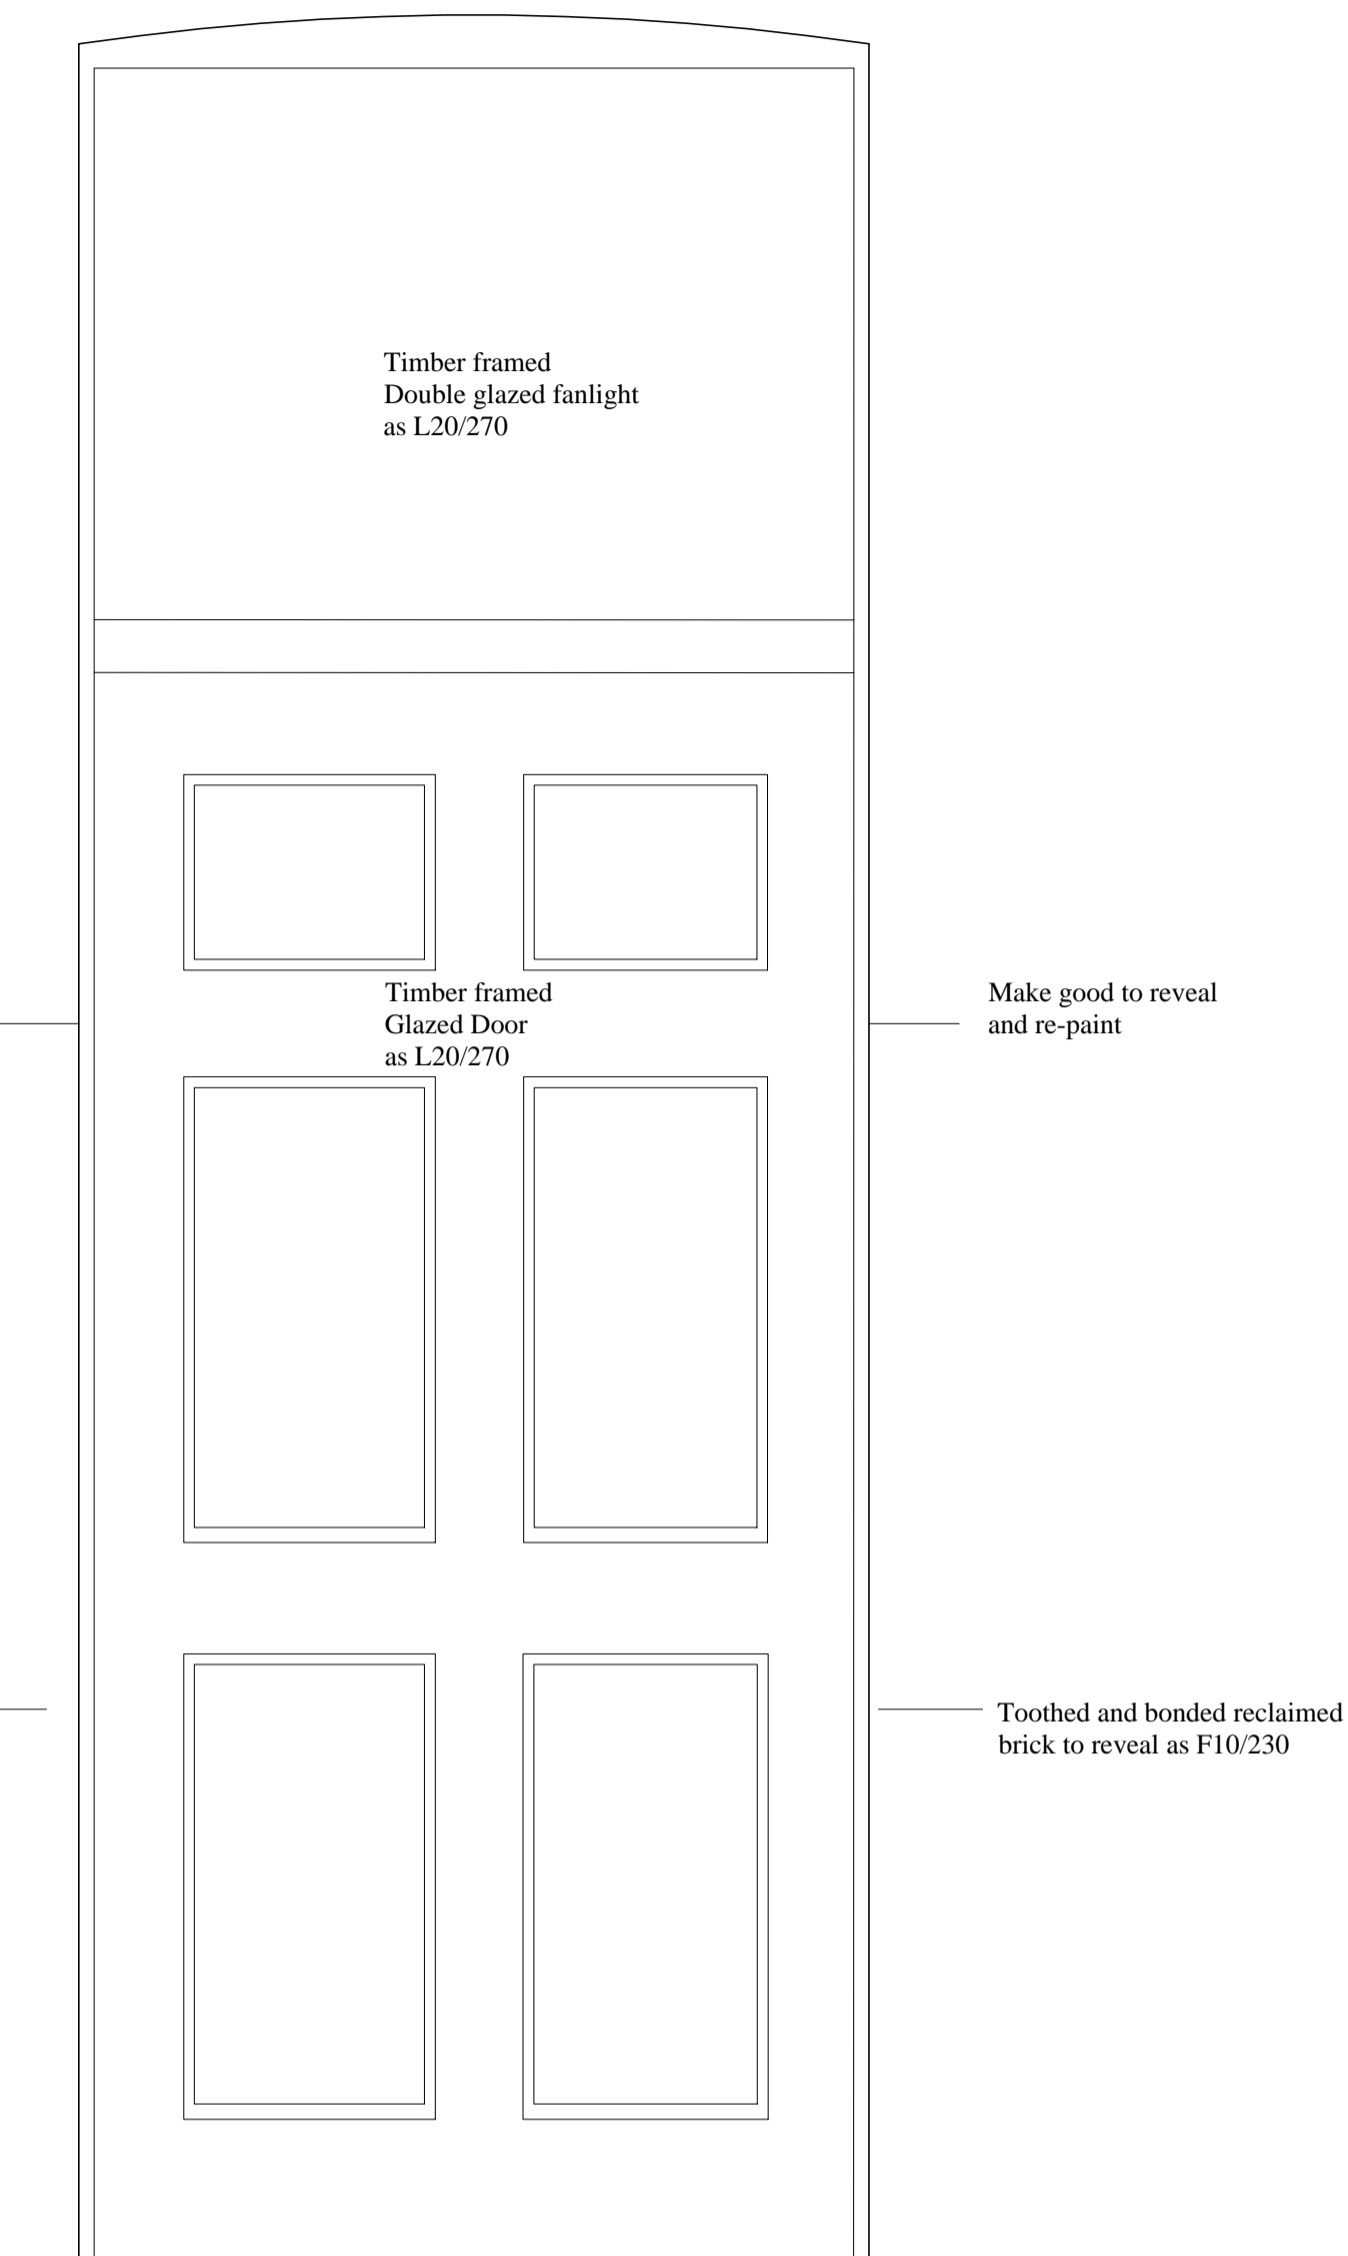 Timber framed
Double glazed fanlight
as L20/270
Timber framed
Glazed Door
as L20/270
Make good to reveal
and re-paint
Toothed and bonded reclaimed
brick to reveal as F10/230